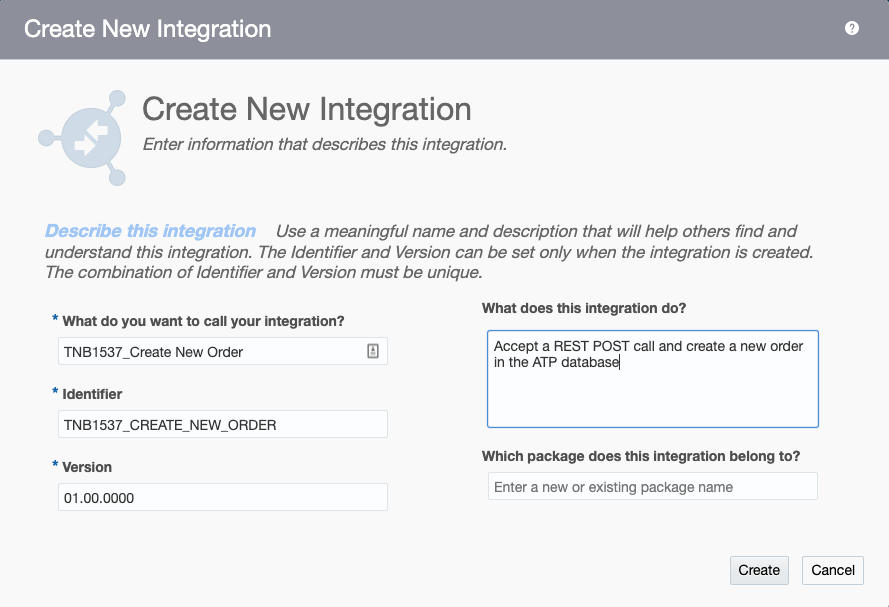 Create New Integration
?
Create New Integration
Enter information that describes this integration.
Describe this integration Use a meaningful name and description that will help others find and
understand this integration. The Identifier and Version can be set only when the integration is created.
The combination of Identifier and Version must be unique.
* What do you want to call your integration?
TNB1537_Create New Order
* Identifier
TNB1537_CREATE_NEW_ORDER
* Version
01.00.0000
What does this integration do?
Accept a REST POST call and create a new order
in the ATP database
Which package does this integration belong to?
Enter a new or existing package name
Create
Cancel